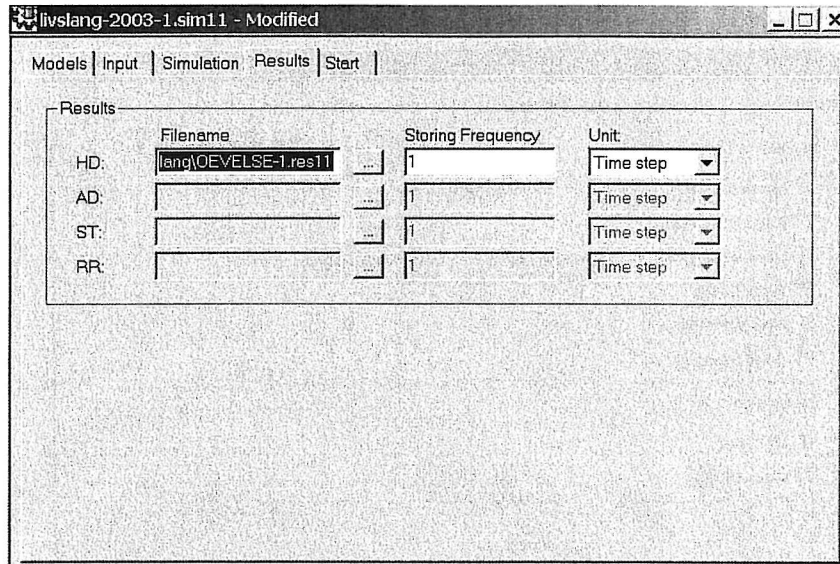 livslang-2003-1.sim11 - Modified
Models Input Simulation Results Start
Results
Filename Storing Frequency Unit:
HD: lang\OEVELSE-1.res11 ... 1 Time step
AD: ... 1 Time step
ST: ... 1 Time step
RR: ... 1 Time step